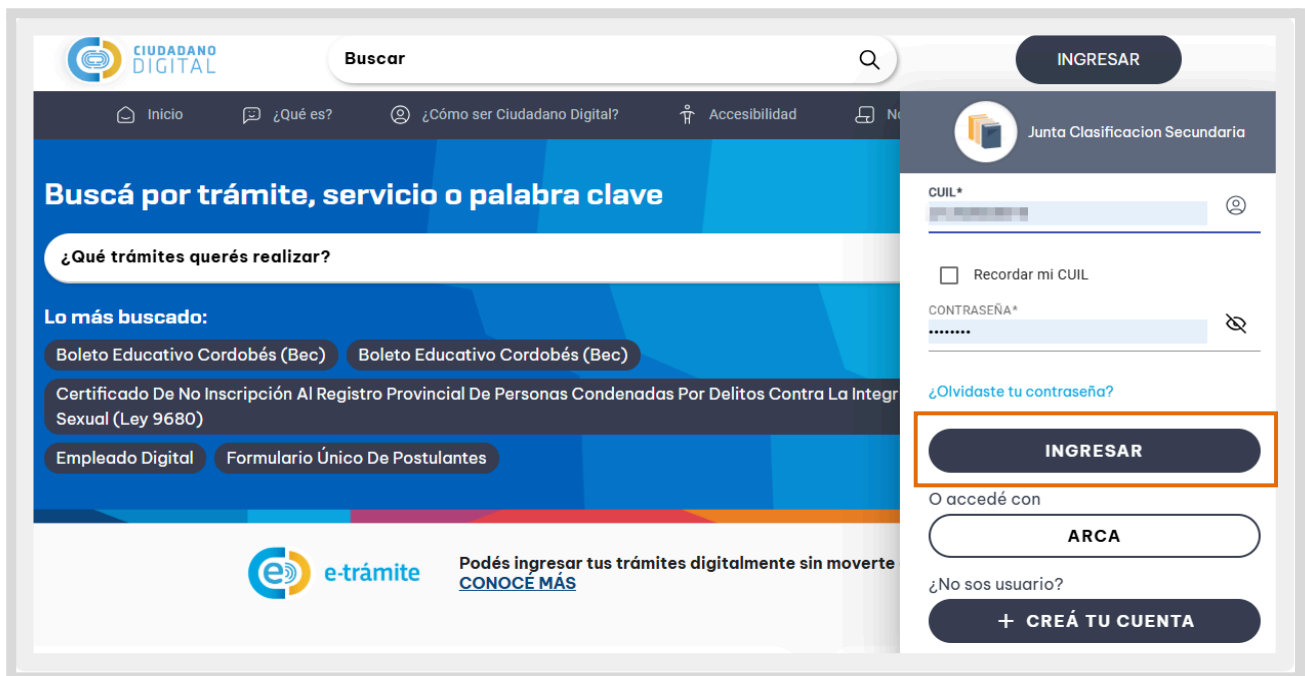 CIUDADANO
DIGITAL
Buscar
INGRESAR
Inicio
¿Qué es?
¿Cómo ser Ciudadano Digital?
Accesibilidad
Junta Clasificacion Secundaria
Buscá por trámite, servicio o palabra clave
¿Qué trámites querés realizar?
Lo más buscado:
Boleto Educativo Cordobés (Bec)
Boleto Educativo Cordobés (Bec)
Certificado De No Inscripción Al Registro Provincial De Personas Condenadas Por Delitos Contra La Integr
Sexual (Ley 9680)
Empleado Digital
Formulario Único De Postulantes
e-trámite
Podés ingresar tus trámites digitalmente sin moverte
CONOCÉ MÁS
CUIL*
Recordar mi CUIL
CONTRASEÑA*
........
¿Olvidaste tu contraseña?
INGRESAR
O accedé con
ARCA
¿No sos usuario?
+ CREÁ TU CUENTA